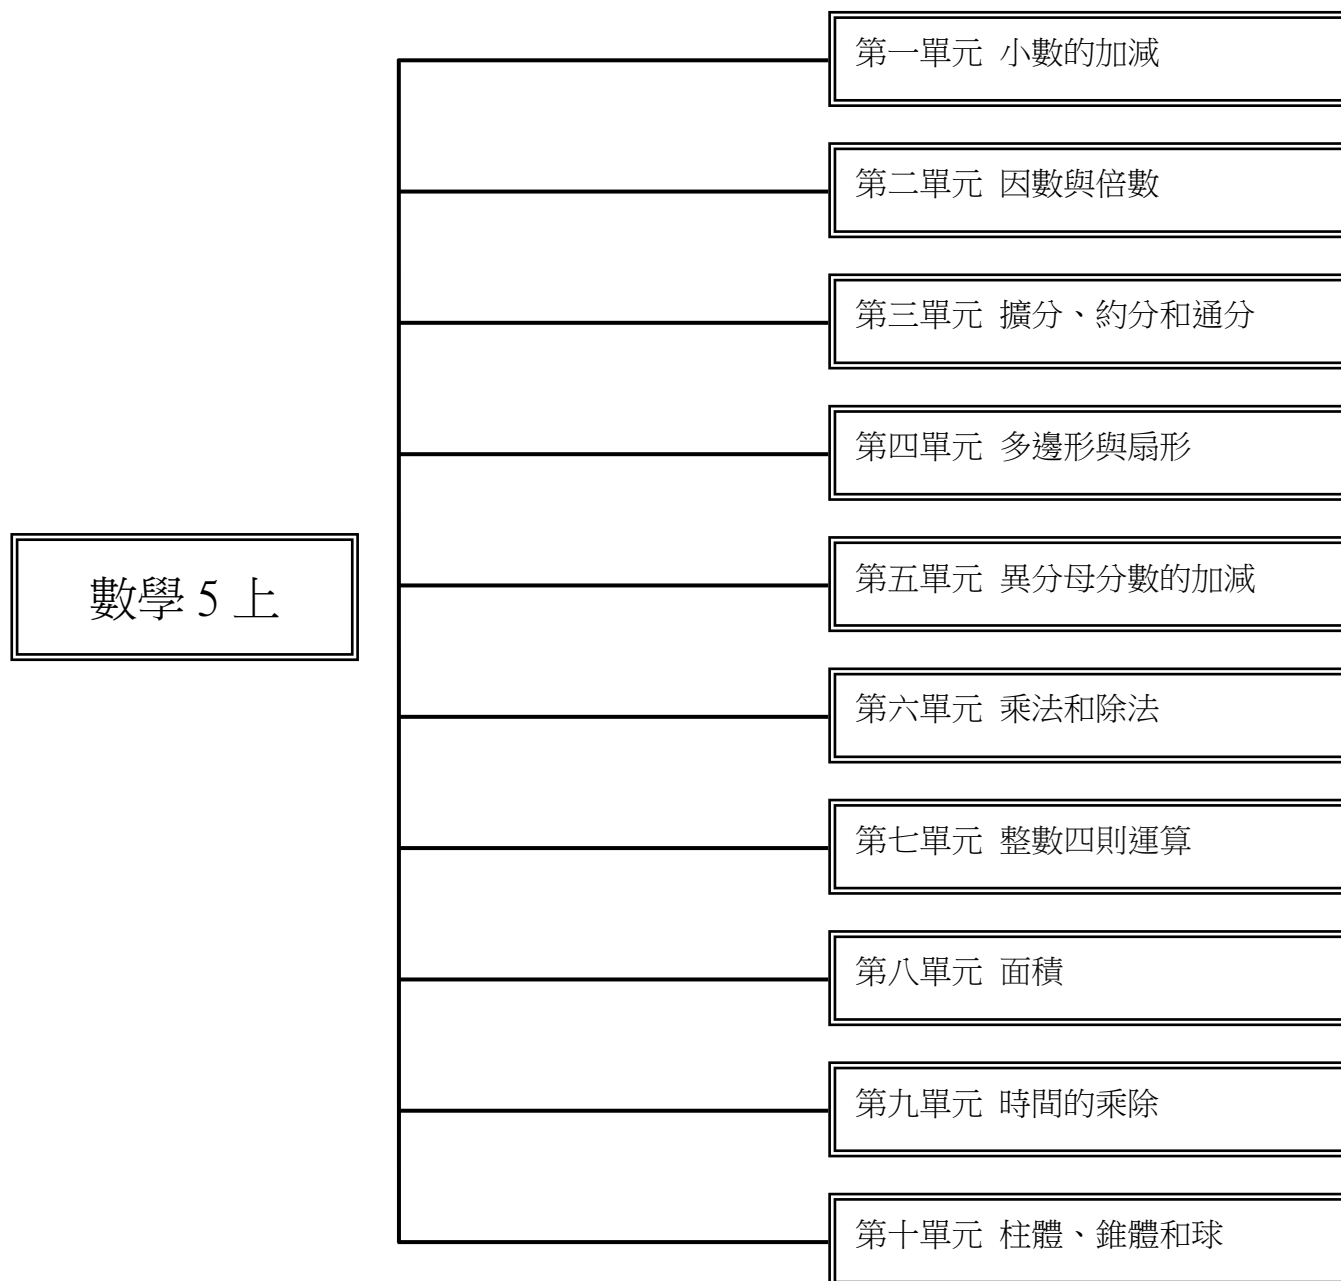 第一單元 小數的加減
第二單元 因數與倍數
第三單元 擴分、約分和通分
第四單元 多邊形與扇形
數學 5 上
第五單元 異分母分數的加減
第六單元 乘法和除法
第七單元 整數四則運算
第八單元 面積
第九單元 時間的乘除
第十單元 柱體、錐體和球